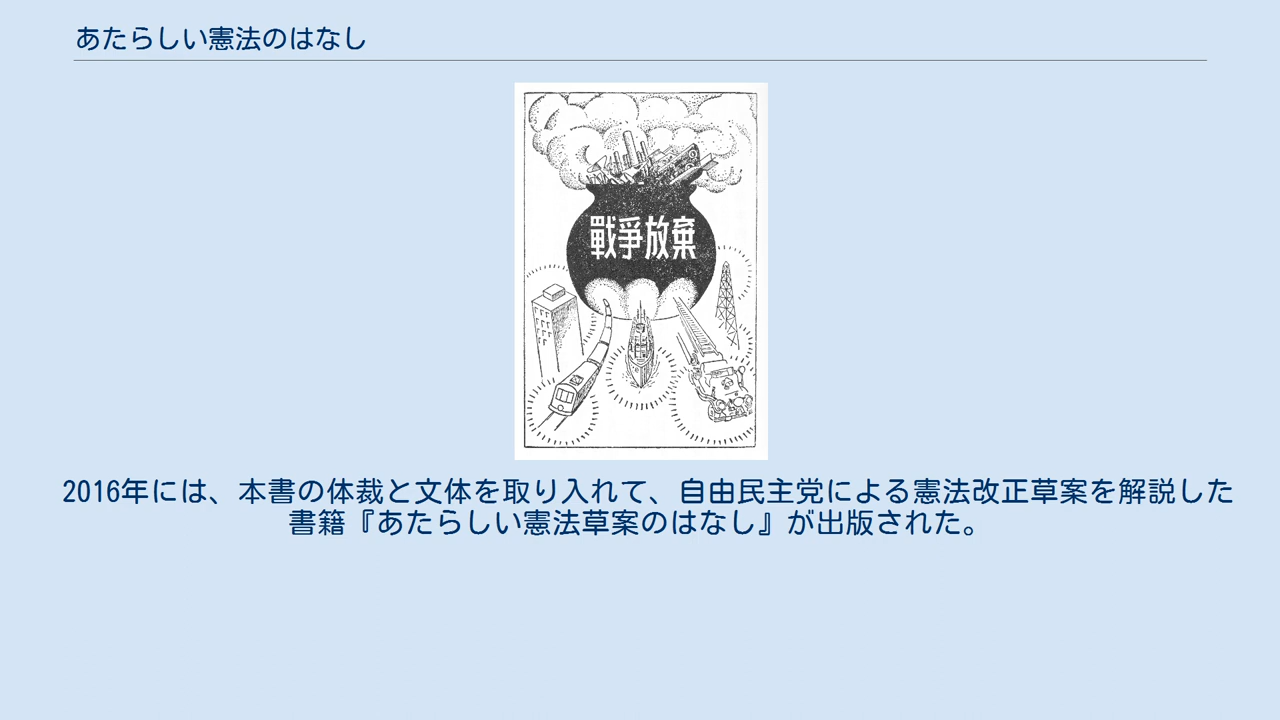 あたらしい憲法のはなし
戰爭放棄
2016年には、本書の体裁と文体を取り入れて、自由民主党による憲法改正草案を解説した
書籍『あたらしい憲法草案のはなし』が出版された。